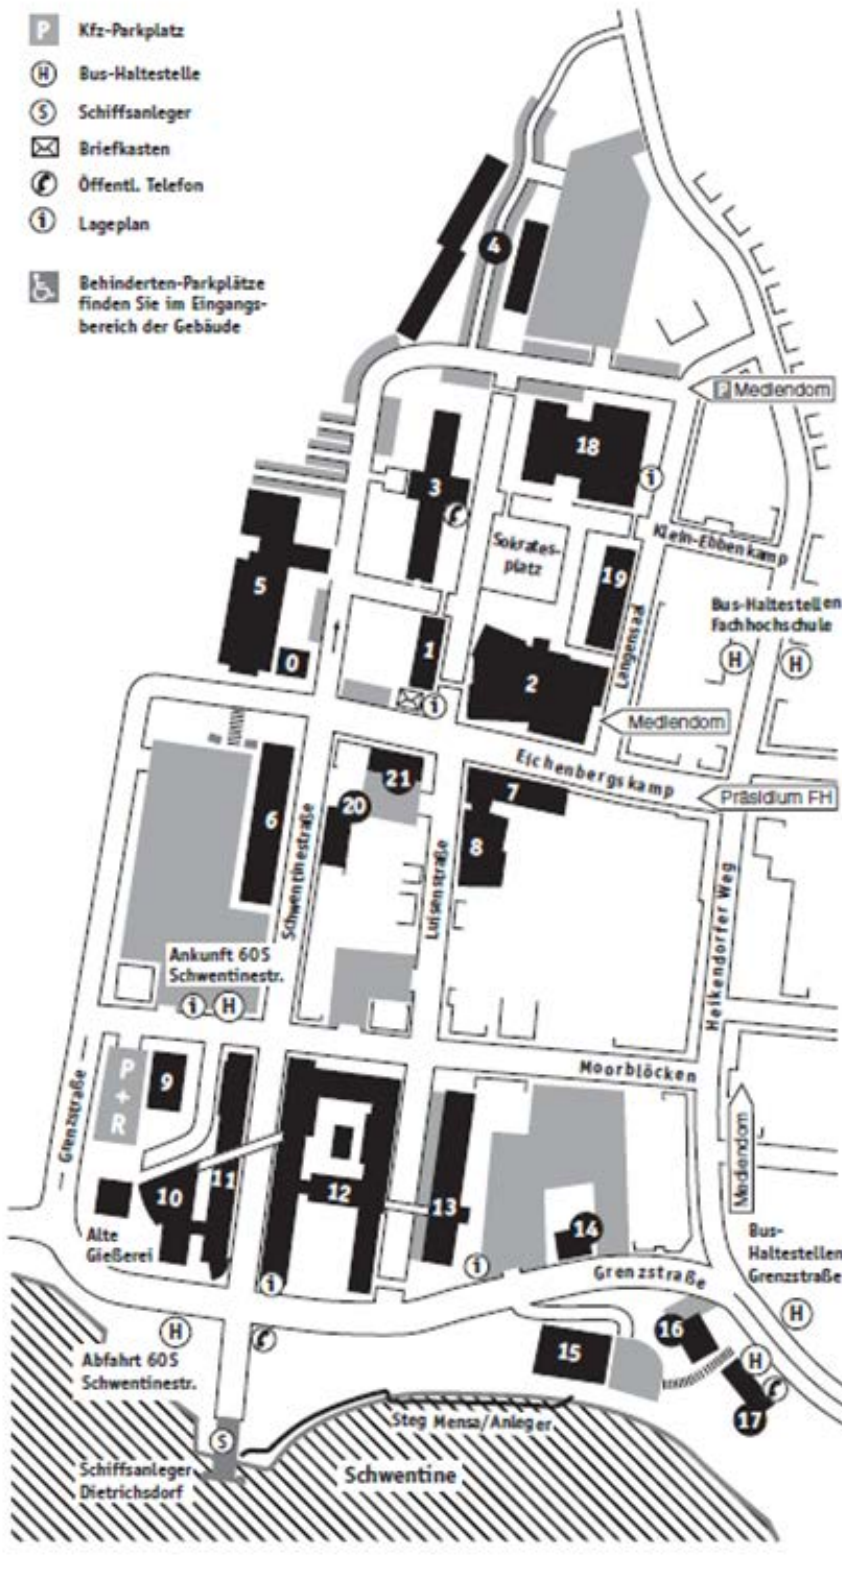 P Kfz-Parkplatz
H Bus-Haltestelle
S Schiffsanleger
Briefkasten
Öffentl. Telefon
i Lageplan
Behinderten-Parkplätze
finden Sie im Eingangs-
bereich der Gebäude
4
P Mediendom
18
i
3
Klein-Ebbenkamp
Sokrates-
platz
19
5
Bus-Haltestellen
Fachhochschule
H H
1
0
2
Langensaal
i
Mediendom
Eichenbergskamp
21
7
Präsidium FH
20
6
8
Schwentinestraße
Luisenstraße
Heikendorfer Weg
Ankunft 60S
Schwentinestr.
i H
Moorblöcken
P
+
R
9
Grenzstraße
Mediendom
11
10
12
13
14
Alte
Gießerei
i
i
Grenzstraße
Bus-
Haltestellen
Grenzstraße
H
H
16
15
H
Abfahrt 60S
Schwentinestr.
17
Steg Mensa/Anleger
S
Schiffsanleger
Dietrichsdorf
Schwentine